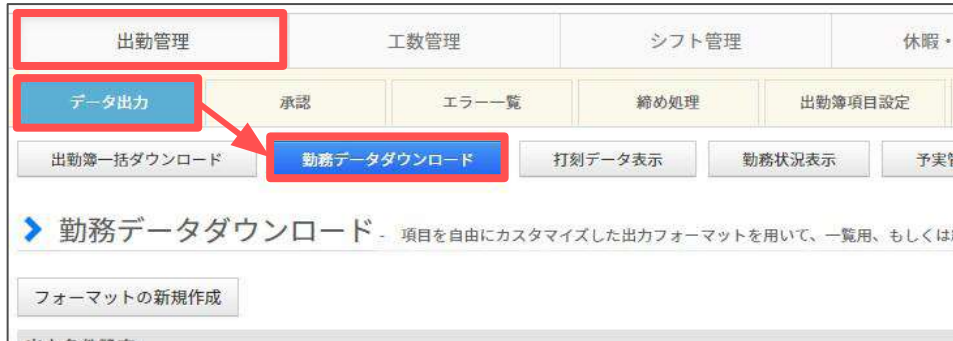 出勤管理 工数管理 シフト管理 休暇・
データ出力 承認 エラー一覧 締め処理 出勤簿項目設定
出勤簿一括ダウンロード 勤務データダウンロード 打刻データ表示 勤務状況表示 予実
勤務データダウンロード - 項目を自由にカスタマイズした出力フォーマットを用いて、一覧用、もしくは
フォーマットの新規作成